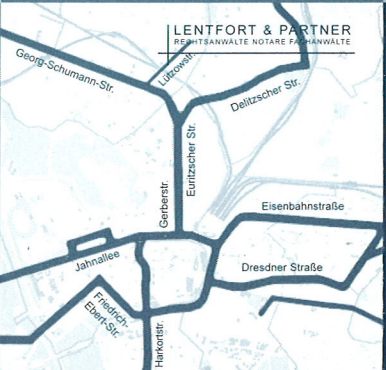 LENTFORT & PARTNER
RECHTSANWÄLTE NOTARE FACHANWÄLTE
Georg-Schumann-Str.
Lützowstr.
Delitzscher Str.
Euritzscher Str.
Gerberstr.
Eisenbahnstraße
Jahnallee
Dresdner Straße
Friedrich-
Ebert-Str.
Harkortstr.